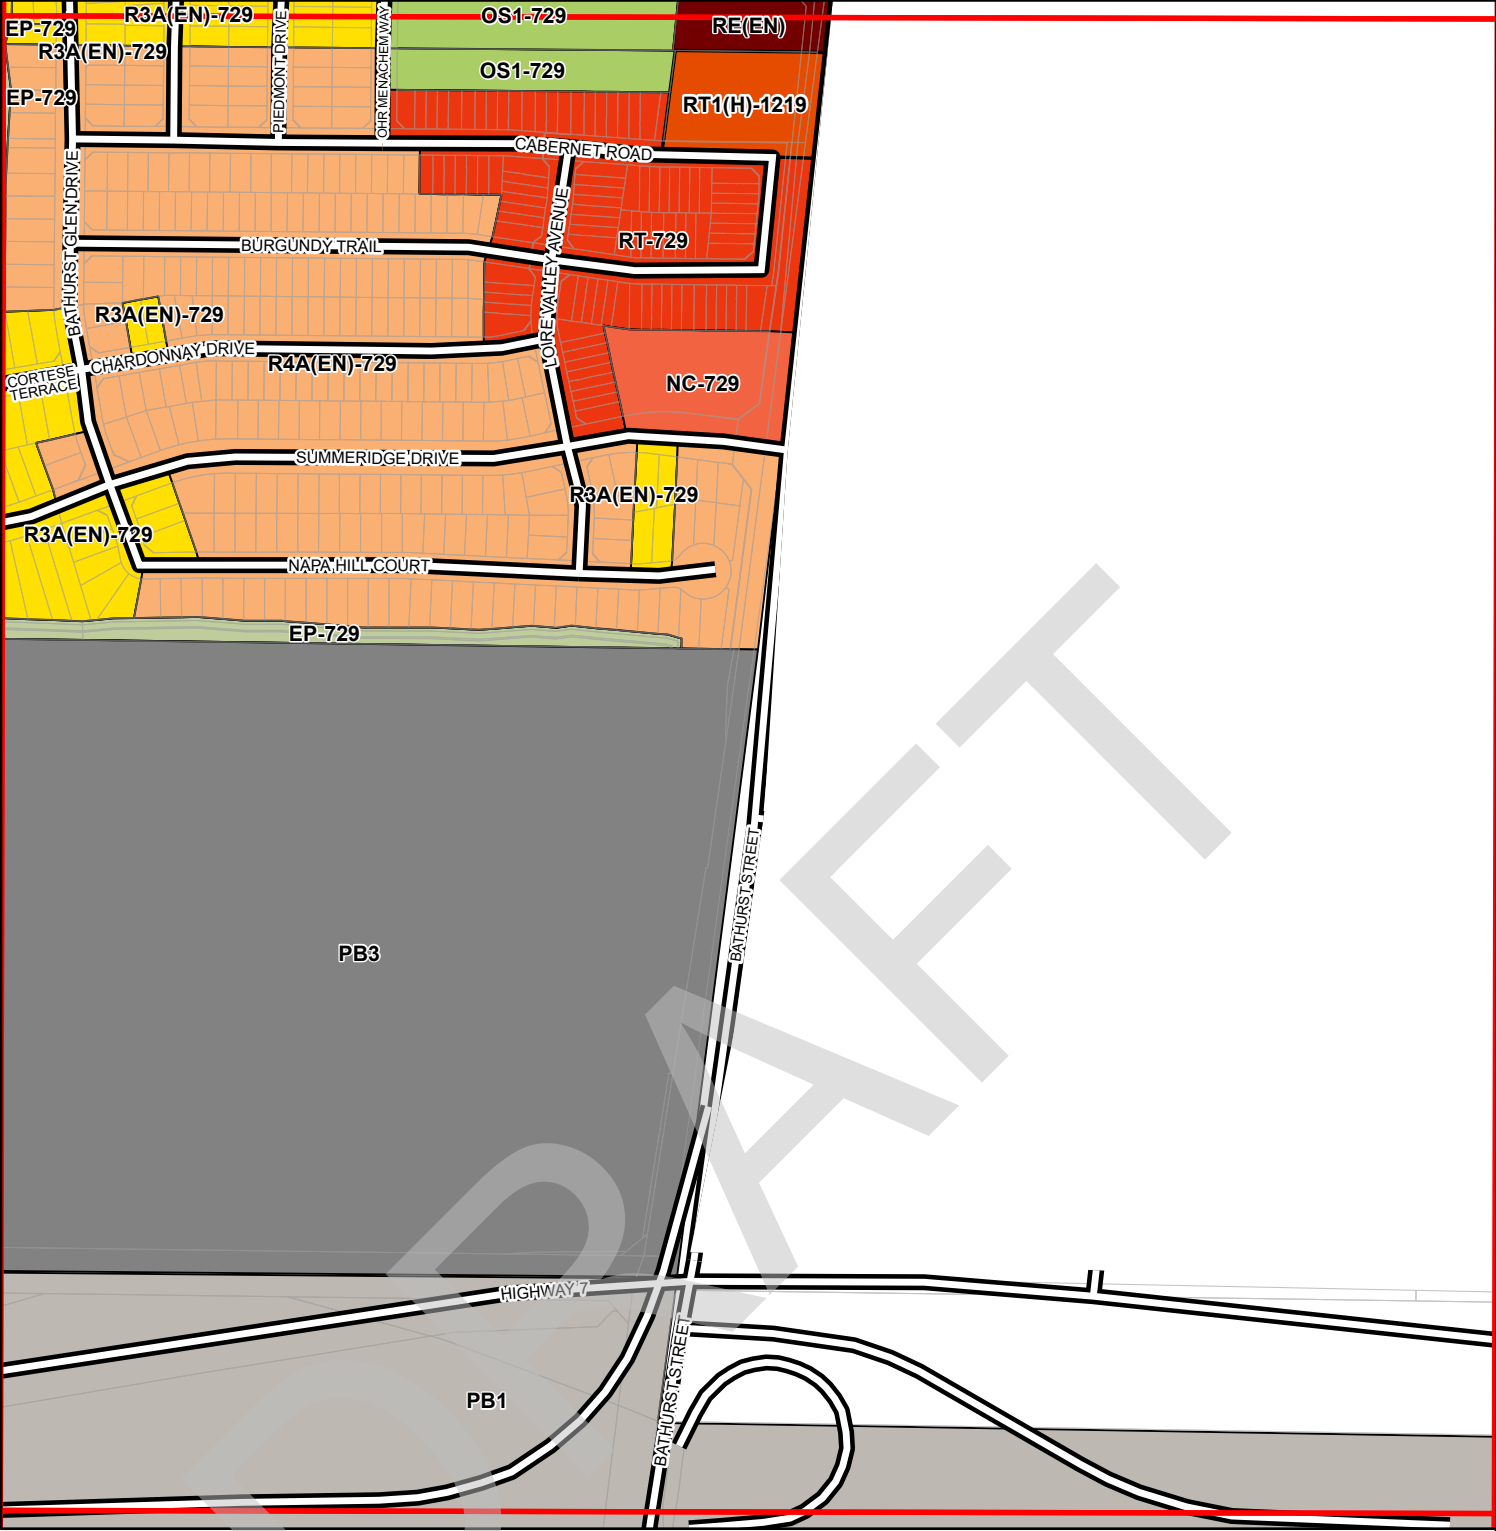 R3A(EN)-729
OS1-729
RE(EN)
EP-729
R3A(EN)-729
OS1-729
EP-729
RT1(H)-1219
PIEDMONT DRIVE
OHR MENACHEM WAY
CABERNET ROAD
BATHURST GLEN DRIVE
LOIRE VALLEY AVENUE
BURGUNDY TRAIL
RT-729
R3A(EN)-729
CHARDONNAY DRIVE
R4A(EN)-729
CORTESE
TERRACE
NC-729
SUMMERIDGE DRIVE
R3A(EN)-729
R3A(EN)-729
NAPA HILL COURT
EP-729
BATHURST STREET
PB3
HIGHWAY 7
BATHURST STREET
PB1
DRAFT